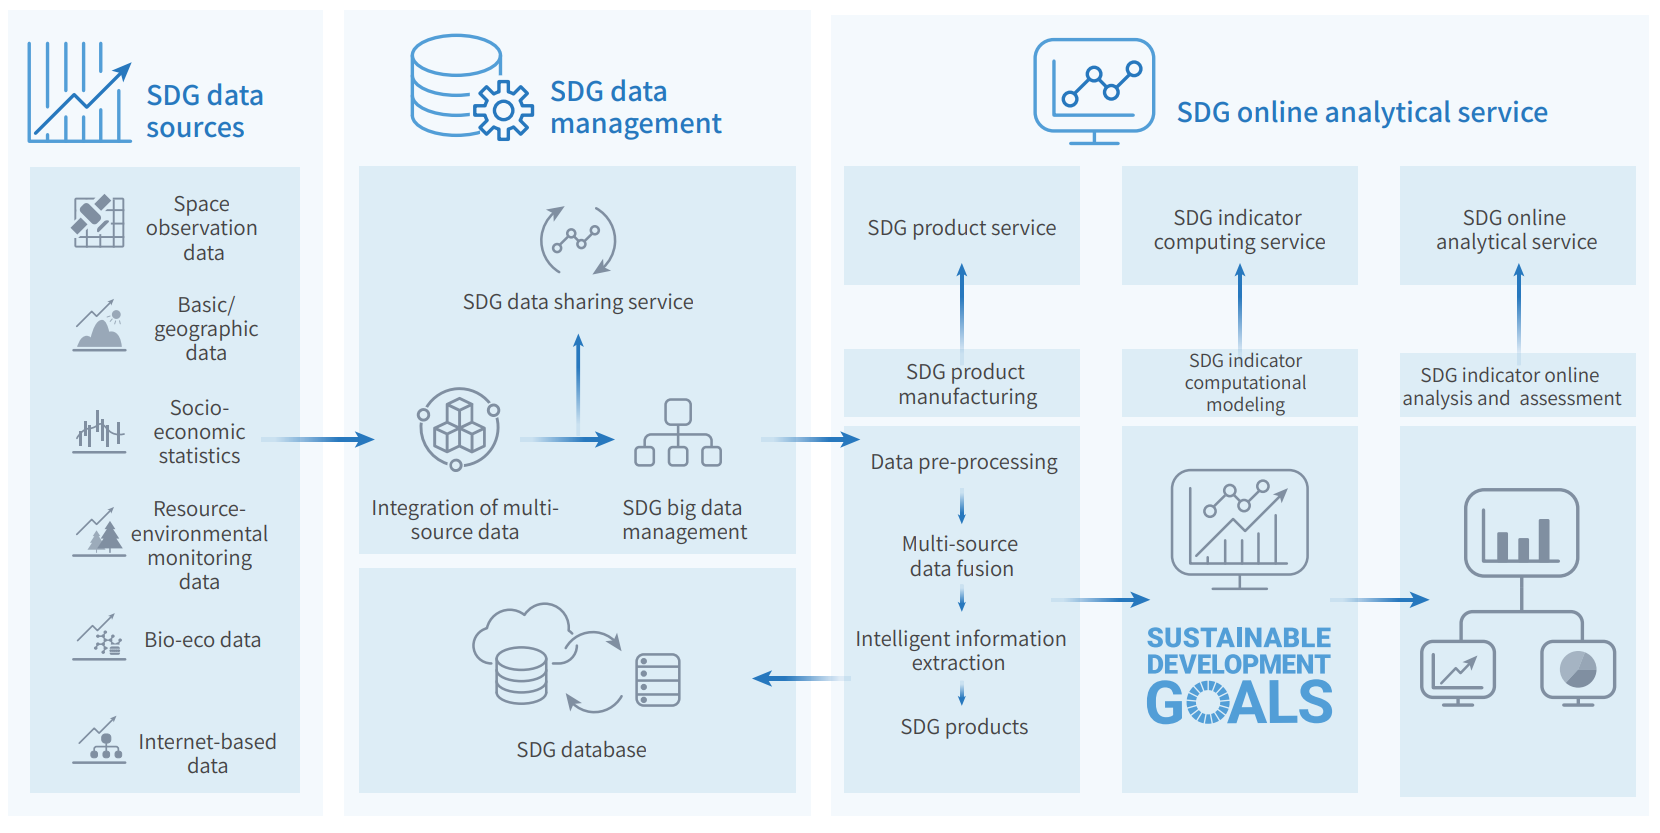 SDG data
sources
Space
observation
data
Basic/
geographic
data
Socio-
economic
statistics
Resource-
environmental
monitoring
data
Bio-eco data
Internet-based
data
SDG data
management
SDG data sharing service
Integration of multi-
source data
SDG big data
management
SDG database
SDG online analytical service
SDG product service
SDG product
manufacturing
Data pre-processing
Multi-source
data fusion
Intelligent information
extraction
SDG products
SDG indicator
computing service
SDG indicator
computational
modeling
SUSTAINABLE
DEVELOPMENT
GOALS
SDG online
analytical service
SDG indicator online
analysis and  assessment